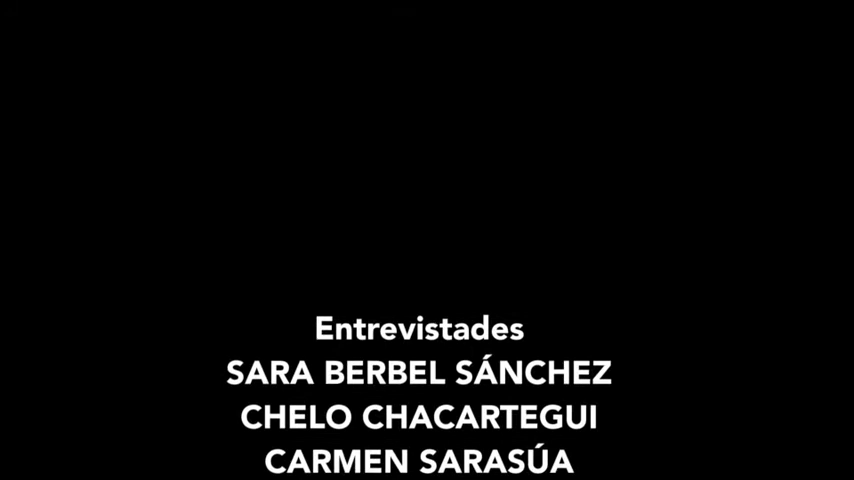 Entrevistades
SARA BERBEL SÁNCHEZ
CHELO CHACARTEGUI
CARMEN SARASÚA